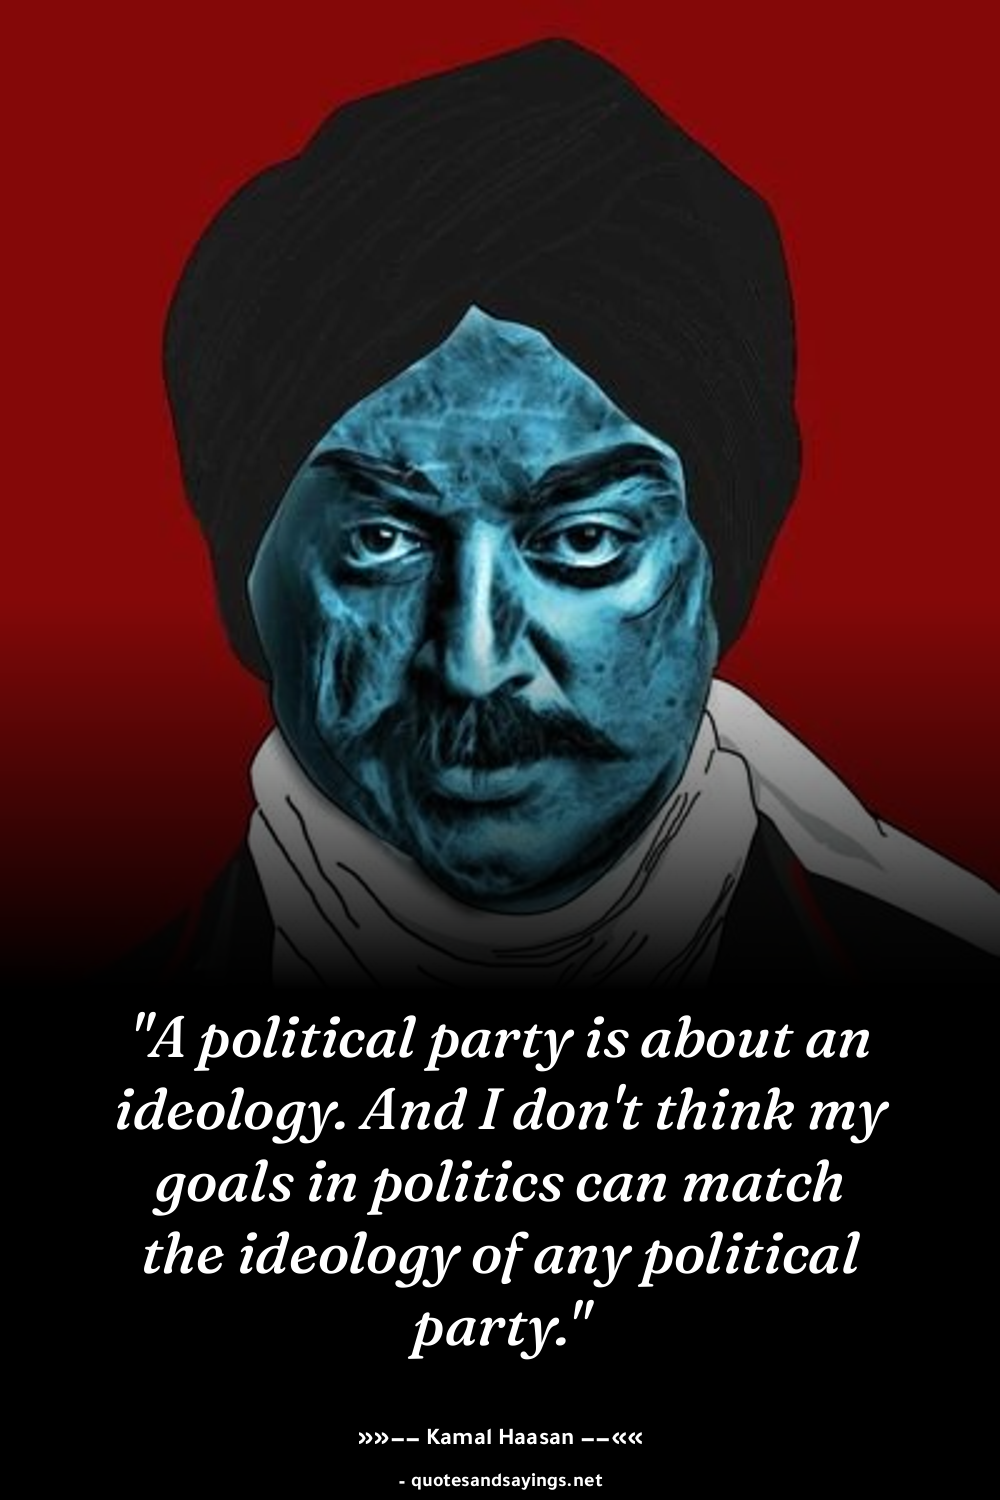 "A political party is about an
ideology. And I don't think my
goals in politics can match
the ideology of any political
party."
»»–– Kamal Haasan ––««
- quotesandsayings.net